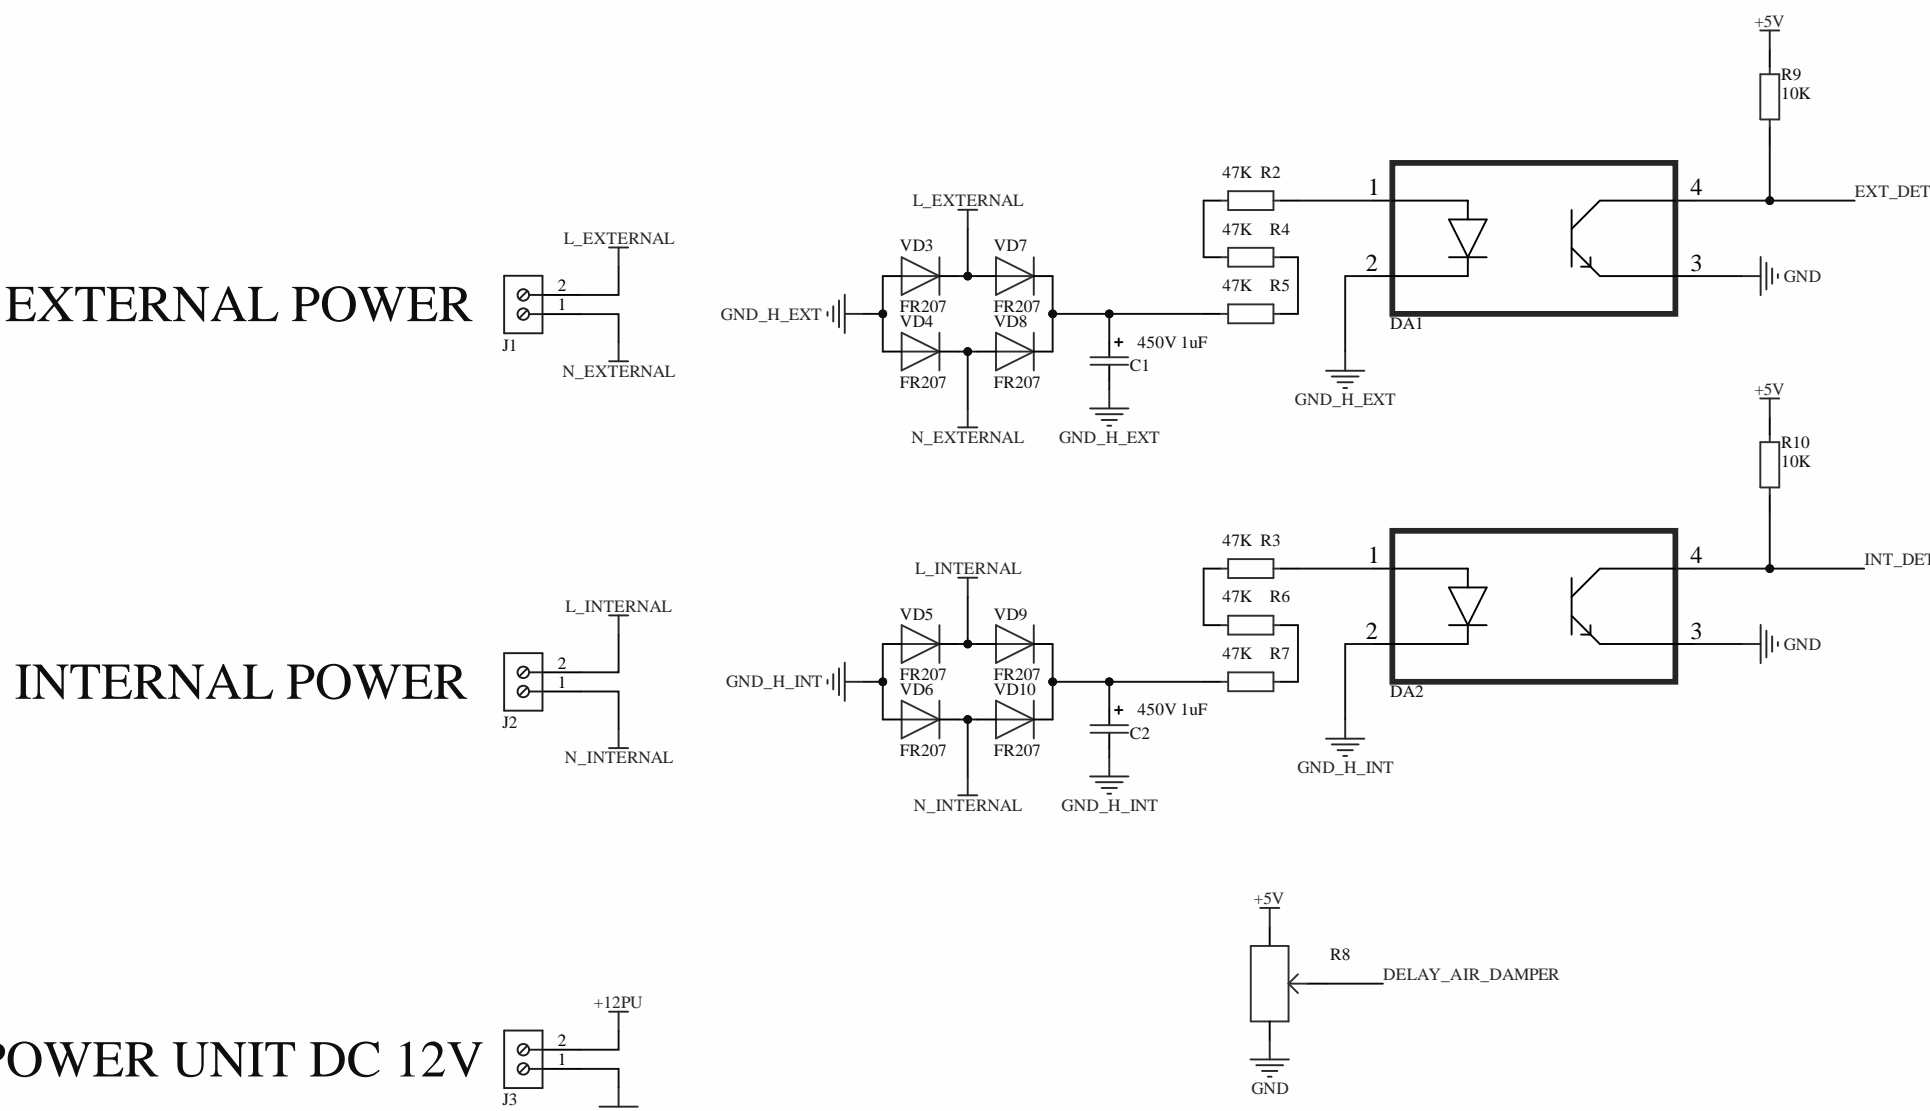 +5V
R9
10K
47K R2
1
4
EXT_DET
L_EXTERNAL
47K R4
L_EXTERNAL
VD3
VD7
2
3
GND
EXTERNAL POWER
2
1
J1
GND_H_EXT
FR207
FR207
47K R5
VD4
VD8
DA1
450V 1uF
+
C1
N_EXTERNAL
FR207
FR207
GND_H_EXT
N_EXTERNAL
GND_H_EXT
+5V
R10
10K
47K R3
1
4
INT_DET
L_INTERNAL
47K R6
L_INTERNAL
VD5
VD9
2
3
GND
INTERNAL POWER
2
1
J2
GND_H_INT
FR207
FR207
47K R7
VD6
VD10
DA2
450V 1uF
+
C2
N_INTERNAL
FR207
FR207
GND_H_INT
N_INTERNAL
GND_H_INT
+5V
R8
DELAY_AIR_DAMPER
GND
+12PU
POWER UNIT DC 12V
2
1
J3